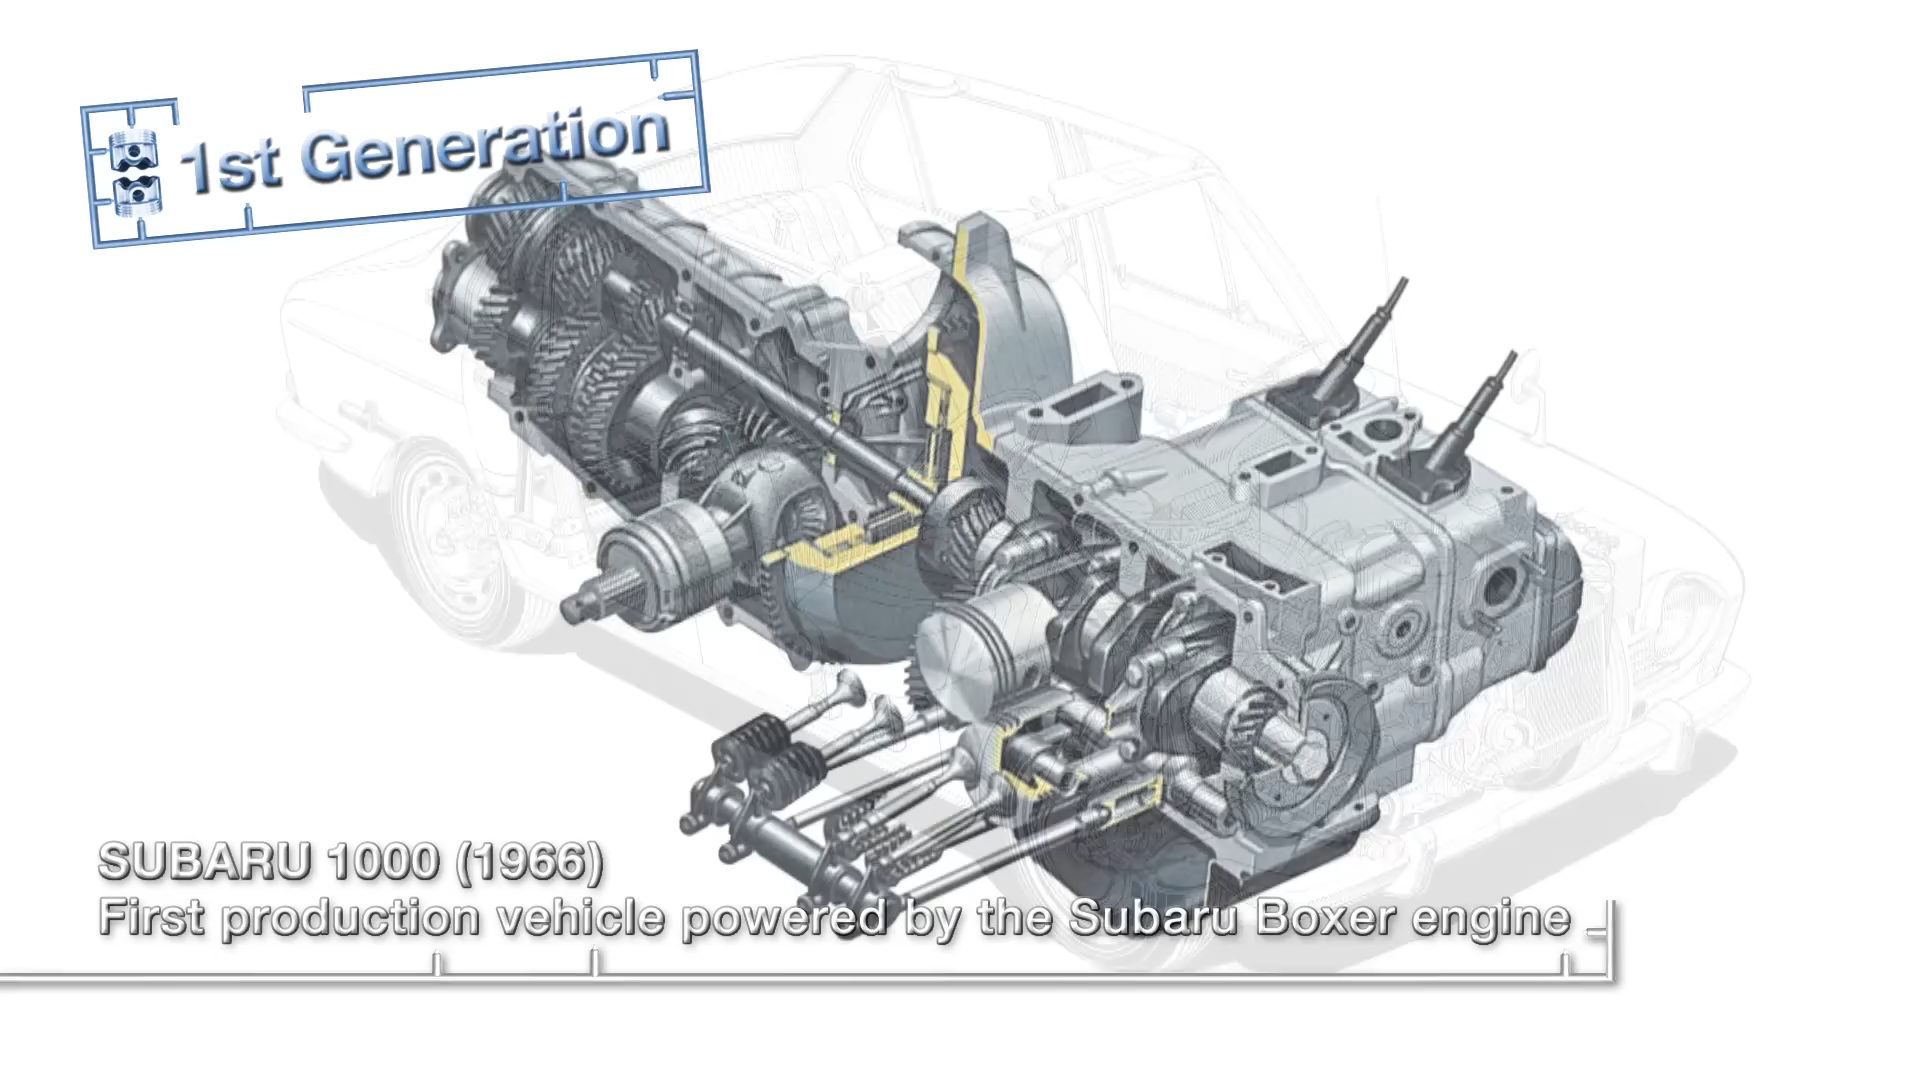 1st Generation
SUBARU 1000 (1966)
First production vehicle powered by the Subaru Boxer engine